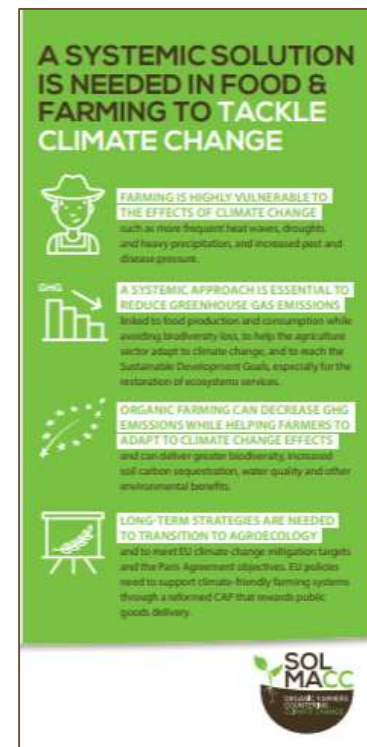 A SYSTEMIC SOLUTION
IS NEEDED IN FOOD &
FARMING TO TACKLE
CLIMATE CHANGE
FARMING IS HIGHLY VULNERABLE TO
THE EFFECTS OF CLIMATE CHANGE
such as more frequent heat waves, droughts
and heavy precipitation, and increased pest and
disease pressure.
GHG
A SYSTEMIC APPROACH IS ESSENTIAL TO
REDUCE GREENHOUSE GAS EMISSIONS
linked to food production and consumption while
avoiding biodiversity loss, to help the agriculture
sector adapt to climate change, and to reach the
Sustainable Development Goals, especially for the
restoration of ecosystems services.
ORGANIC FARMING CAN DECREASE GHG
EMISSIONS WHILE HELPING FARMERS TO
ADAPT TO CLIMATE CHANGE EFFECTS
and can deliver greater biodiversity, increased
soil carbon sequestration, water quality and other
environmental benefits.
LONG-TERM STRATEGIES ARE NEEDED
TO TRANSITION TO AGROECOLOGY
and to meet EU climate change mitigation targets
and the Paris Agreement objectives. EU policies
need to support climate-friendly farming systems
through a reformed CAP that rewards public
goods delivery.
SOL
MACC
ORGANIC FARMERS
COUNTERING
CLIMATE CHANGE